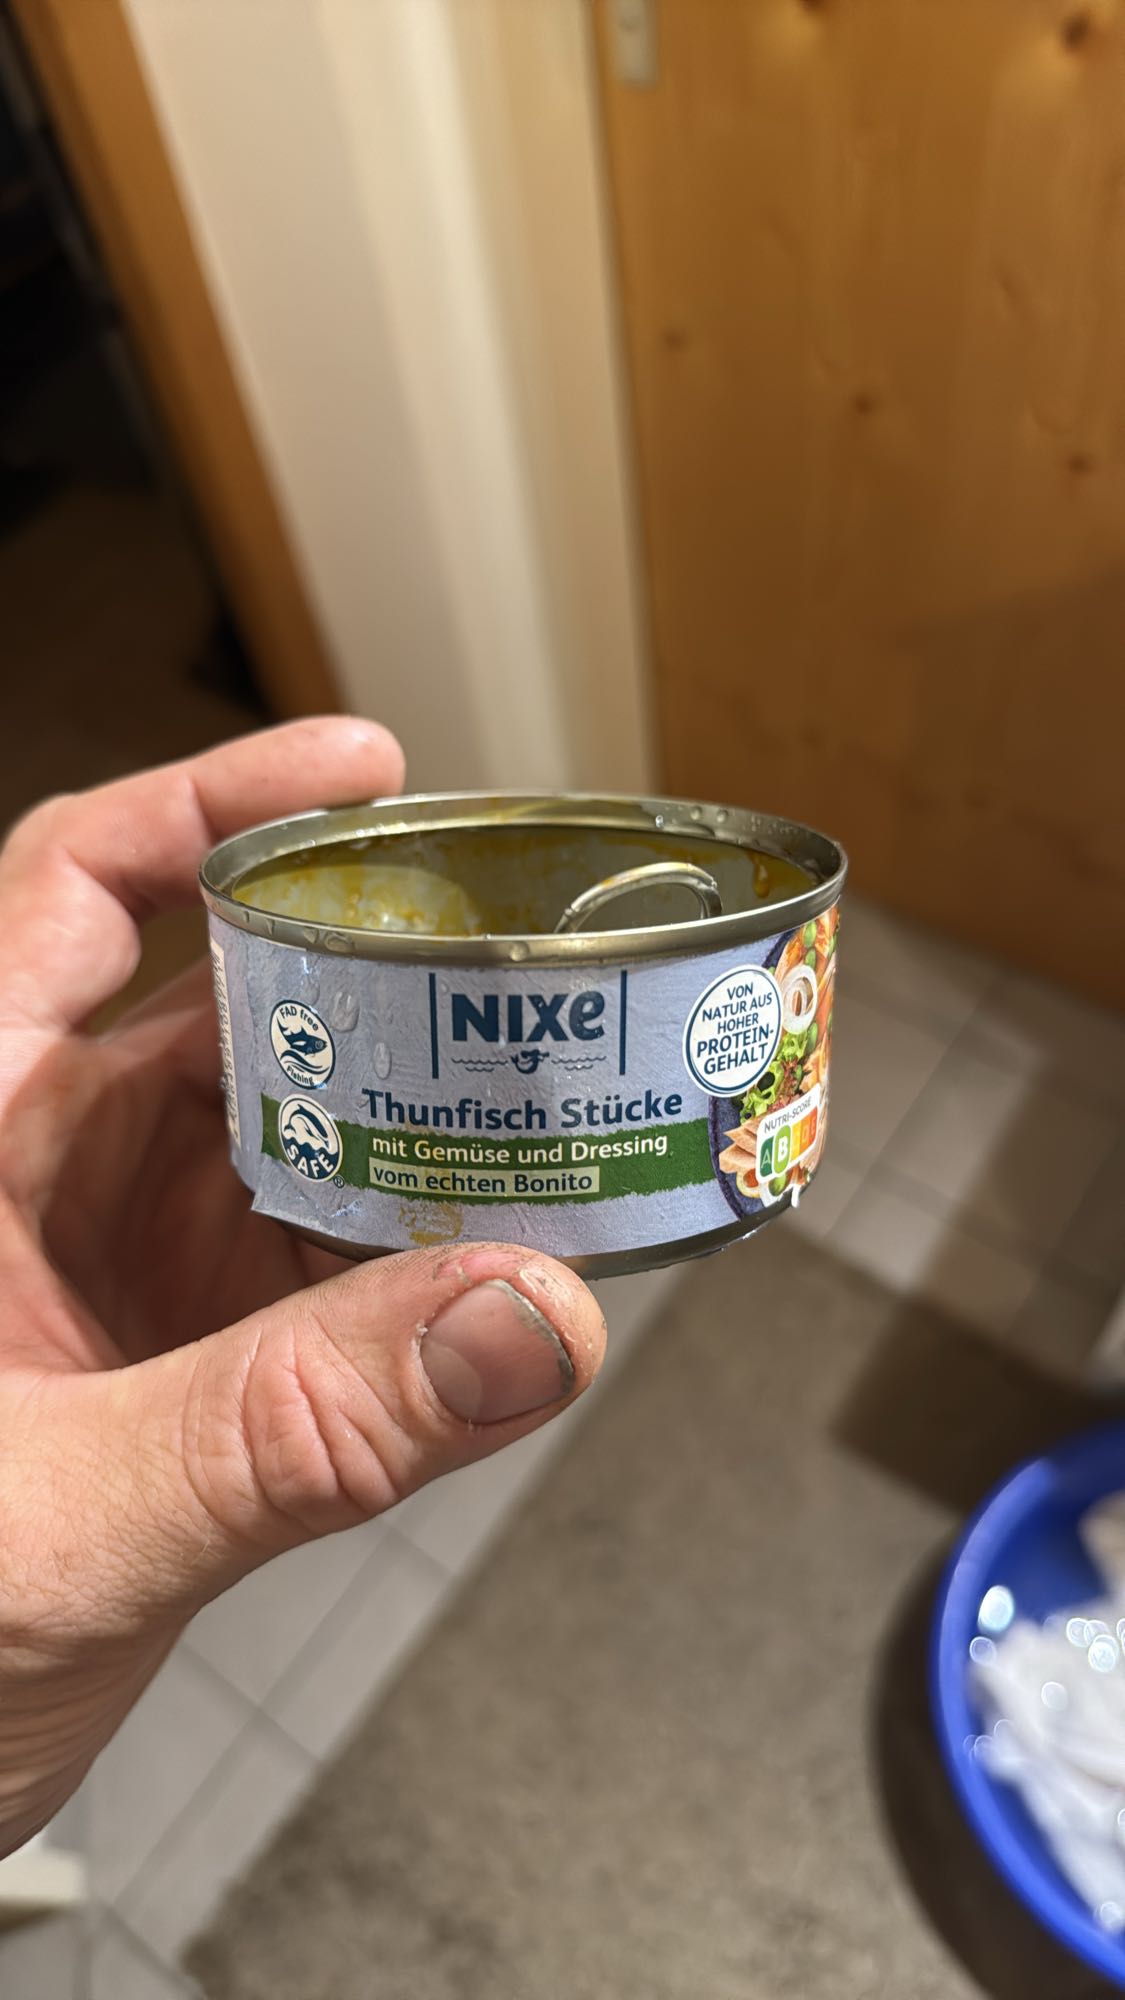 NIXe
FAD free
Fishing
SAFE®
Thunfisch Stücke
mit Gemüse und Dressing
vom echten Bonito
VON
NATUR AUS
HOHER
PROTEIN-
GEHALT
NUTRI-SCORE
A B